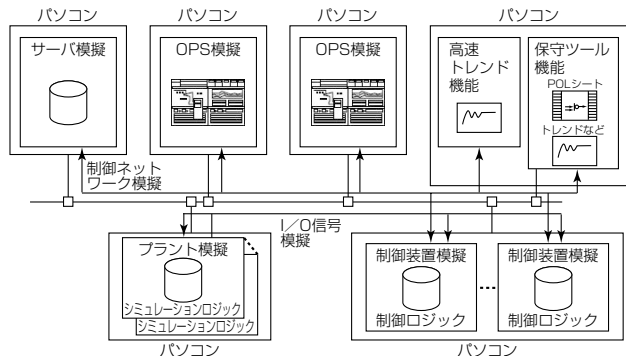 パソコン
サーバ模擬
パソコン
OPS模擬
パソコン
OPS模擬
パソコン
高速
トレンド
機能
保守ツール
機能
POLシート
トレンドなど
制御ネット
ワーク模擬
I/O信号
模擬
プラント模擬
シミュレーションロジック
シミュレーションロジック
パソコン
制御装置模擬
制御ロジック
…
制御装置模擬
制御ロジック
パソコン